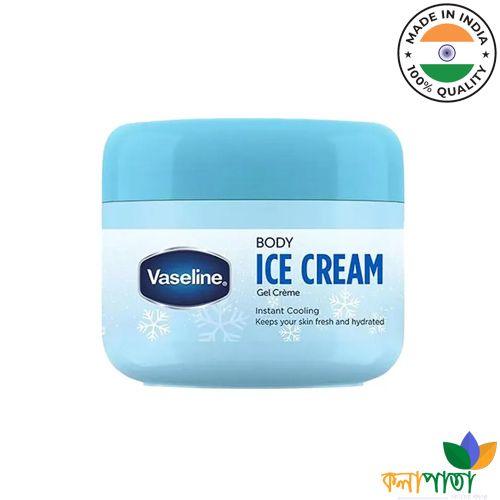 MADE IN INDIA
100% QUALITY
BODY
ICE CREAM
Gel Crème
Vaseline®
Instant Cooling
Keeps your skin fresh and hydrated
কলাপাতা